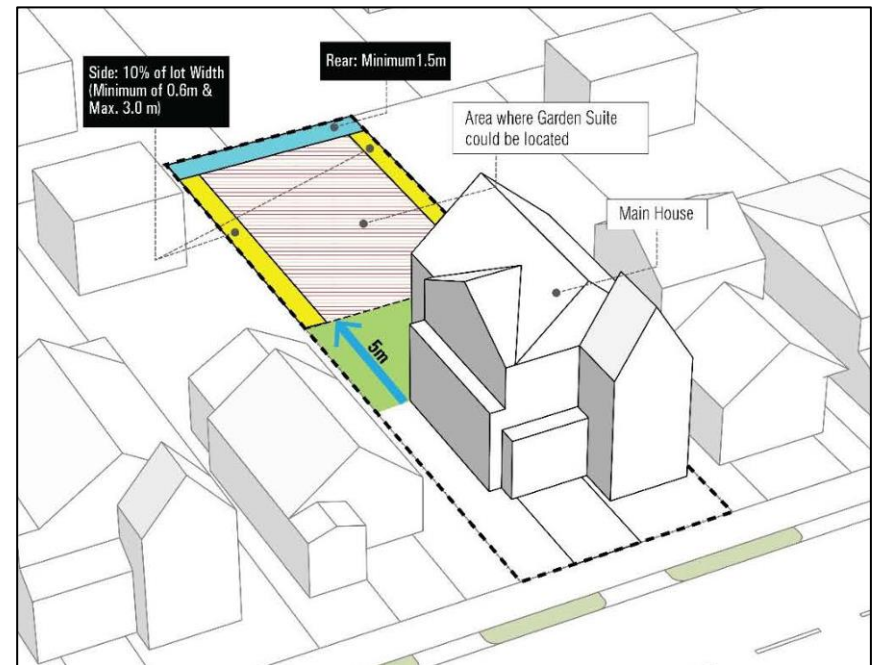 Side: 10% of lot Width
(Minimum of 0.6m &
Max. 3.0 m)
Rear: Minimum1.5m
Area where Garden Suite
could be located
Main House
5m